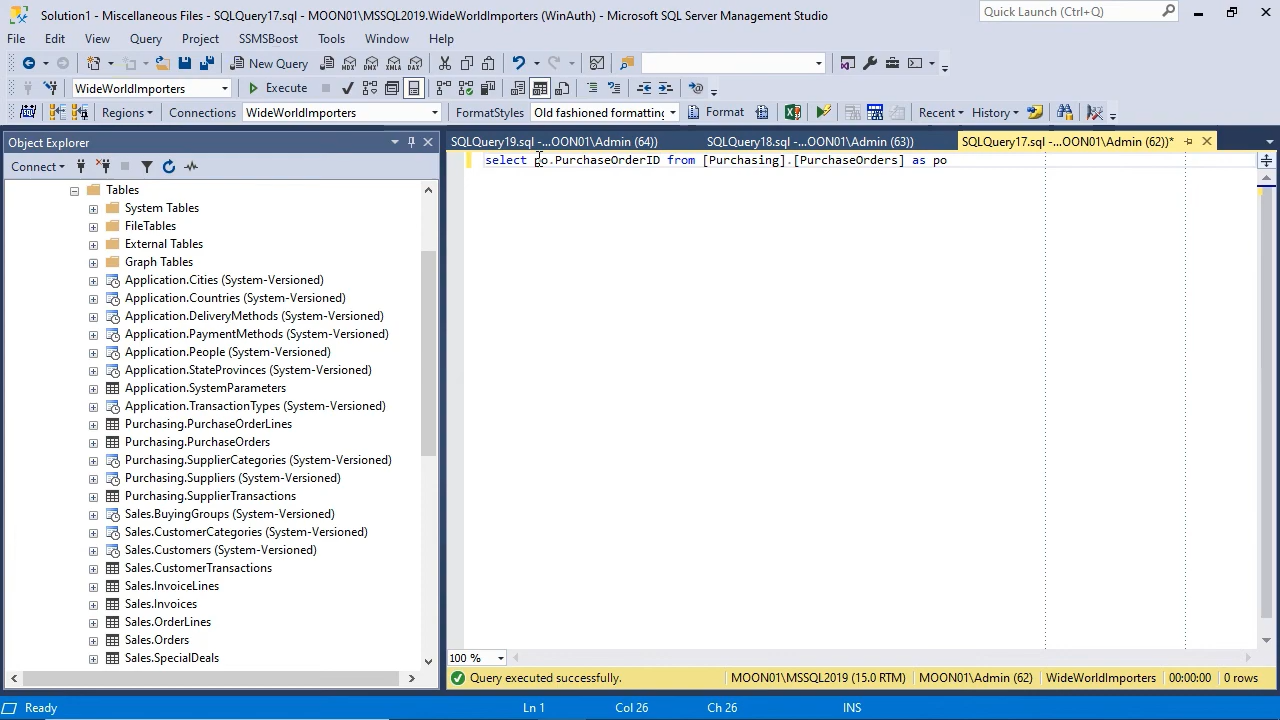 Solution1 - Miscellaneous Files - SQLQuery17.sql - MOON01\MSSQL2019.WideWorldImporters (WinAuth) - Microsoft SQL Server Management Studio
Quick Launch (Ctrl+Q)
File Edit View Query Project SSMSBoost Tools Window Help
New Query MDX DMX XMLA DAX
WideWorldImporters Execute
Regions Connections WideWorldImporters FormatStyles Old fashioned formatting Format Recent History
Object Explorer
SQLQuery19.sql -...OON01\Admin (64)) SQLQuery18.sql -...OON01\Admin (63)) SQLQuery17.sql -...OON01\Admin (62))*
Connect
select po.PurchaseOrderID from [Purchasing].[PurchaseOrders] as po
Tables
System Tables
FileTables
External Tables
Graph Tables
Application.Cities (System-Versioned)
Application.Countries (System-Versioned)
Application.DeliveryMethods (System-Versioned)
Application.PaymentMethods (System-Versioned)
Application.People (System-Versioned)
Application.StateProvinces (System-Versioned)
Application.SystemParameters
Application.TransactionTypes (System-Versioned)
Purchasing.PurchaseOrderLines
Purchasing.PurchaseOrders
Purchasing.SupplierCategories (System-Versioned)
Purchasing.Suppliers (System-Versioned)
Purchasing.SupplierTransactions
Sales.BuyingGroups (System-Versioned)
Sales.CustomerCategories (System-Versioned)
Sales.Customers (System-Versioned)
Sales.CustomerTransactions
Sales.InvoiceLines
Sales.Invoices
Sales.OrderLines
Sales.Orders
Sales.SpecialDeals
100 %
Query executed successfully. MOON01\MSSQL2019 (15.0 RTM) MOON01\Admin (62) WideWorldImporters 00:00:00 0 rows
Ready Ln 1 Col 26 Ch 26 INS